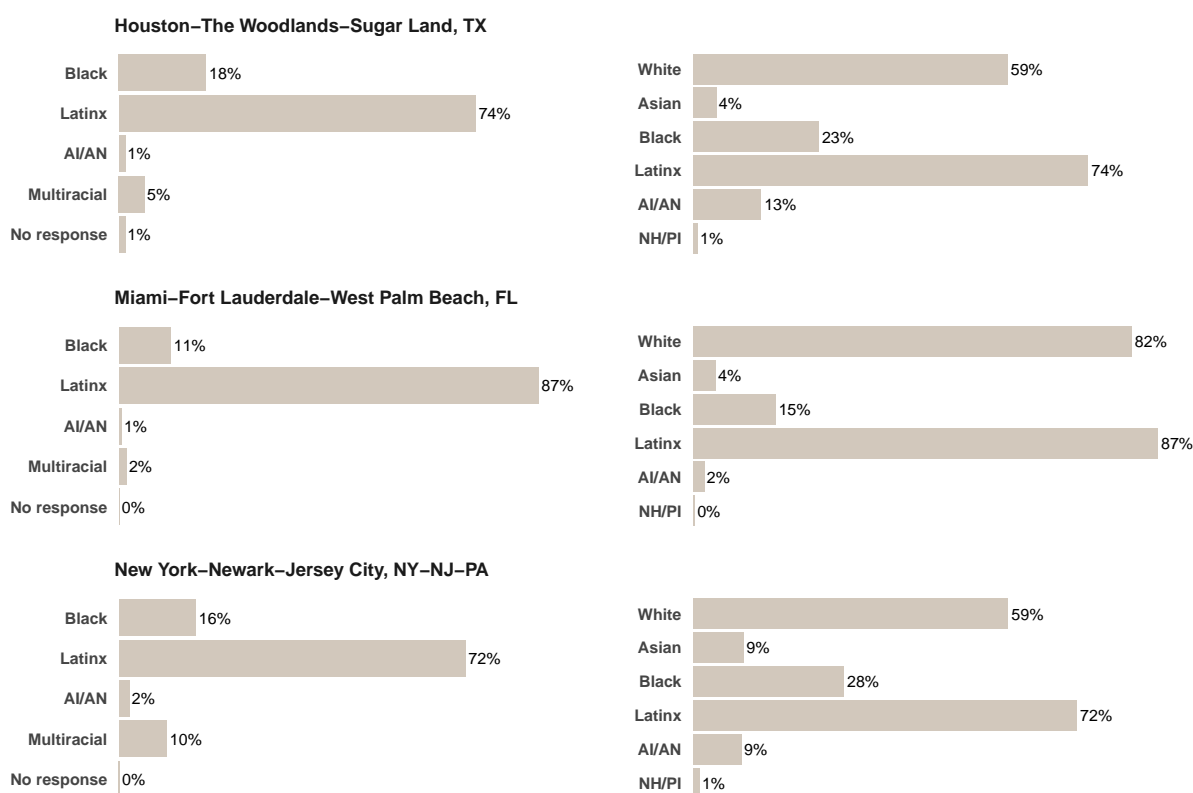 Houston–The Woodlands–Sugar Land, TX
Black 18%
Latinx 74%
AI/AN 1%
Multiracial 5%
No response 1%
White 59%
Asian 4%
Black 23%
Latinx 74%
AI/AN 13%
NH/PI 1%
Miami–Fort Lauderdale–West Palm Beach, FL
Black 11%
Latinx 87%
AI/AN 1%
Multiracial 2%
No response 0%
White 82%
Asian 4%
Black 15%
Latinx 87%
AI/AN 2%
NH/PI 0%
New York–Newark–Jersey City, NY–NJ–PA
Black 16%
Latinx 72%
AI/AN 2%
Multiracial 10%
No response 0%
White 59%
Asian 9%
Black 28%
Latinx 72%
AI/AN 9%
NH/PI 1%